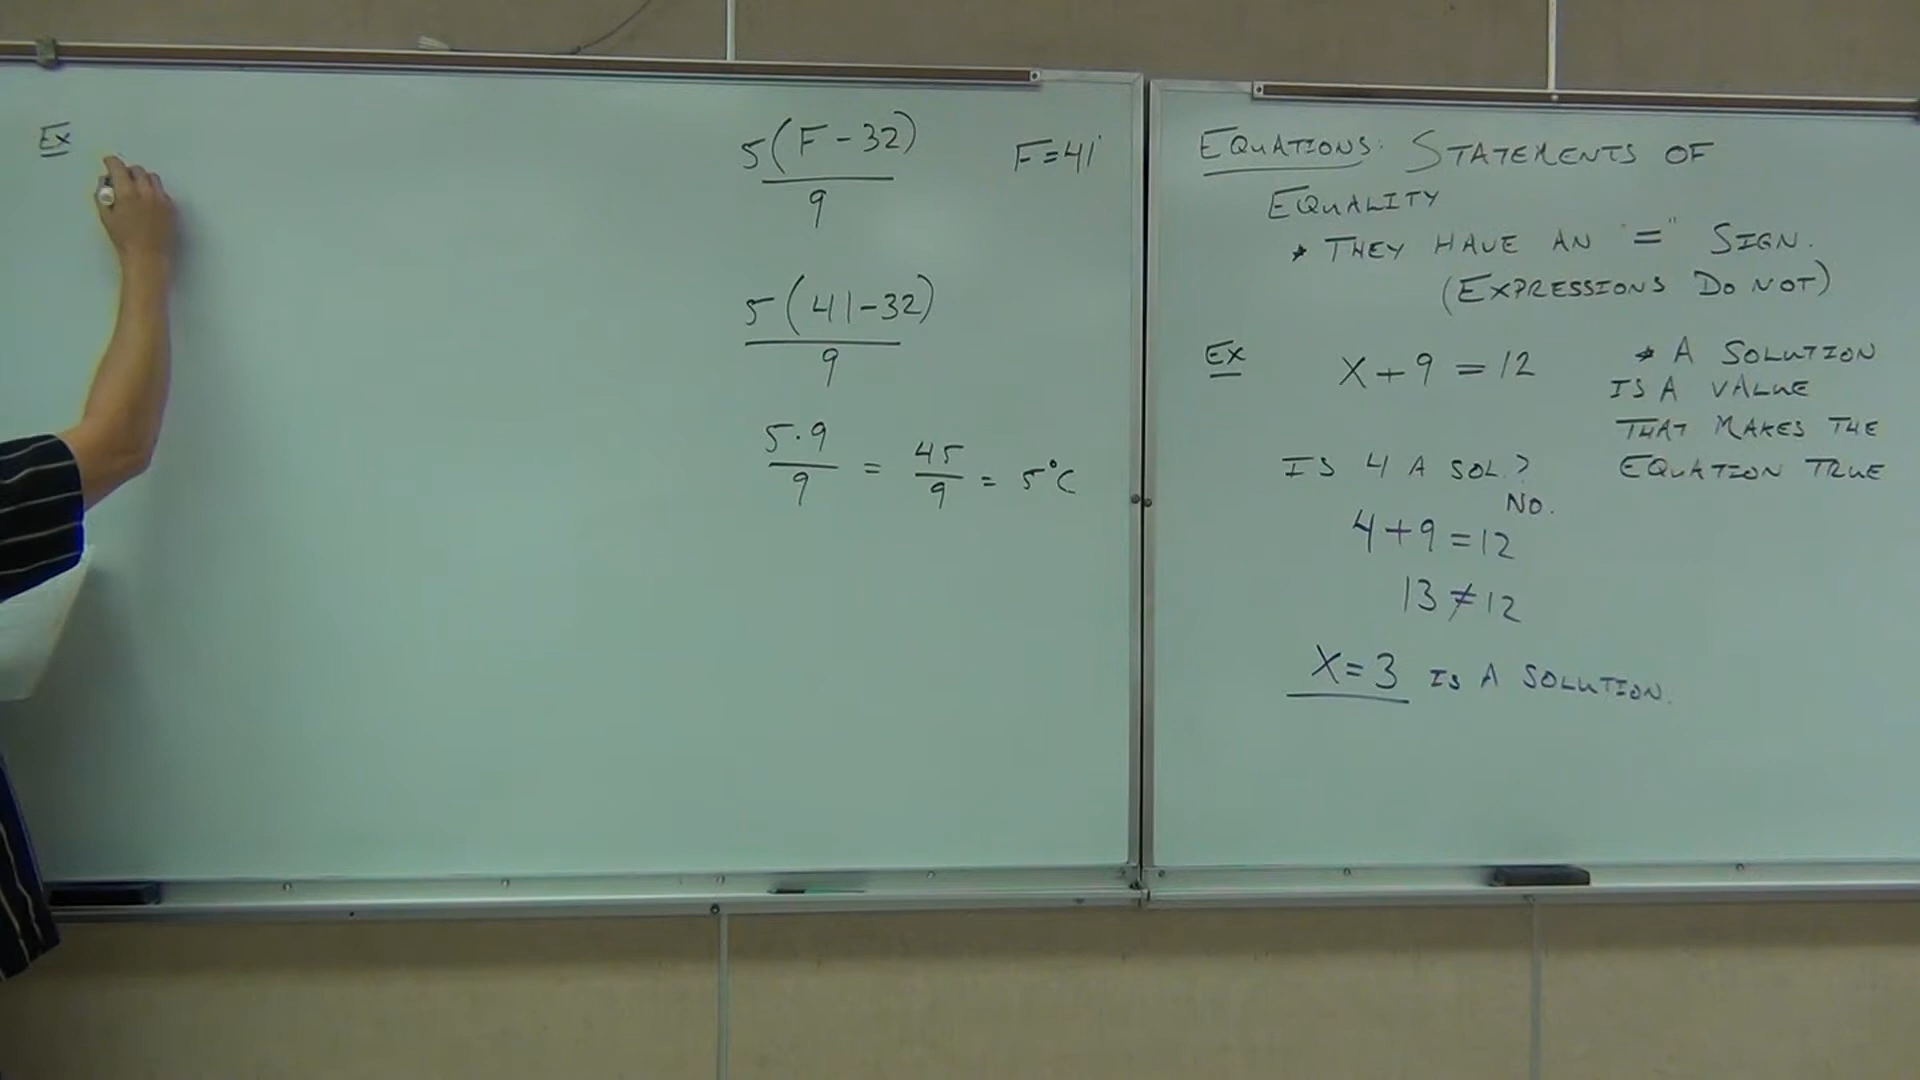 Ex
5(F-32)
9
F=41
5(41-32)
9
5·9/9 = 45/9 = 5°C
EQUATIONS: STATEMENTS OF
EQUALITY
* THEY HAVE AN "=" SIGN.
(EXPRESSIONS DO NOT)
EX
X+9=12
* A SOLUTION
IS A VALUE
THAT MAKES THE
EQUATION TRUE
IS 4 A SOL.?
NO.
4+9=12
13≠12
X=3 IS A SOLUTION.